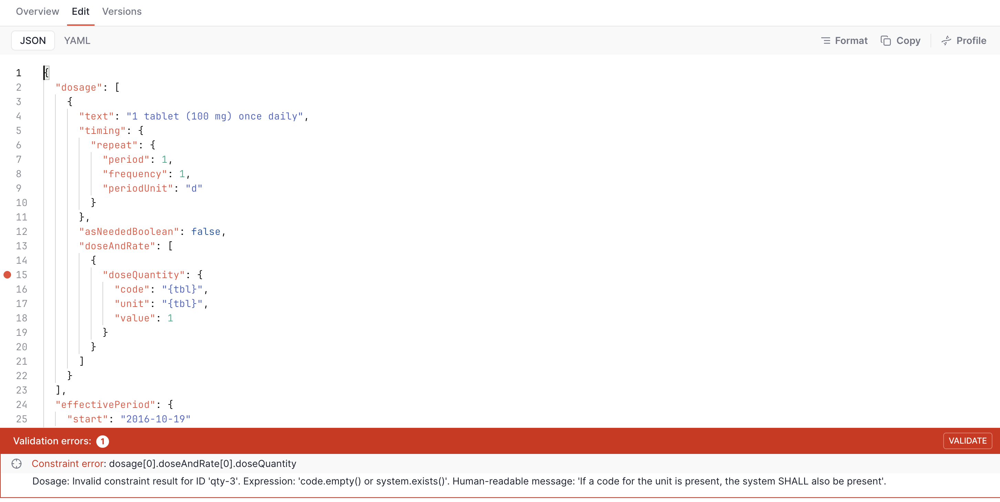 Overview Edit Versions
JSON YAML Format Copy Profile
1 {
2 "dosage": [
3 {
4 "text": "1 tablet (100 mg) once daily",
5 "timing": {
6 "repeat": {
7 "period": 1,
8 "frequency": 1,
9 "periodUnit": "d"
10 }
11 },
12 "asNeededBoolean": false,
13 "doseAndRate": [
14 {
15 "doseQuantity": {
16 "code": "{tbl}",
17 "unit": "{tbl}",
18 "value": 1
19 }
20 }
21 ]
22 }
23 ],
24 "effectivePeriod": {
25 "start": "2016-10-19"
Validation errors: 1 VALIDATE
Constraint error: dosage[0].doseAndRate[0].doseQuantity
Dosage: Invalid constraint result for ID 'qty-3'. Expression: 'code.empty() or system.exists()'. Human-readable message: 'If a code for the unit is present, the system SHALL also be present'.